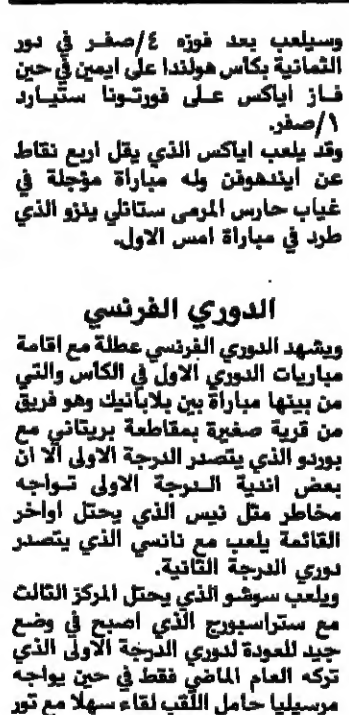 وسيلعب بعد فوزه ٤/صفر في دور
الثمانية بكأس هولندا على ايمين في حين
فاز اياكس على فورتونا ستيارد
١/صفر.
وقد يلعب اياكس الذي يقل اربع نقاط
عن ايندهوفن وله مباراة مؤجلة في
غياب حارس المرمى ستانلي ينزو الذي
طرد في مباراة امس الاول.
الدوري الفرنسي
ويشهد الدوري الفرنسي عطلة مع اقامة
مباريات الدوري الاول في الكأس والتي
من بينها مباراة بين بلابانيك وهو فريق
من قرية صغيرة بمقاطعة بريتاني مع
بوردو الذي يتصدر الدرجة الاولى الا ان
بعض اندية الدرجة الاولى تواجه
مخاطر مثل نيس الذي يحتل أواخر
القائمة يلعب مع نانسي الذي يتصدر
دوري الدرجة الثانية.
ويلعب سوشو الذي يحتل المركز الثالث
مع ستراسبورج الذي اصبح في وضع
جيد للعودة لدوري الدرجة الاولى الذي
تركه العام الماضي فقط في حين يواجه
مرسيليا حامل اللقب لقاء سهلا مع تور